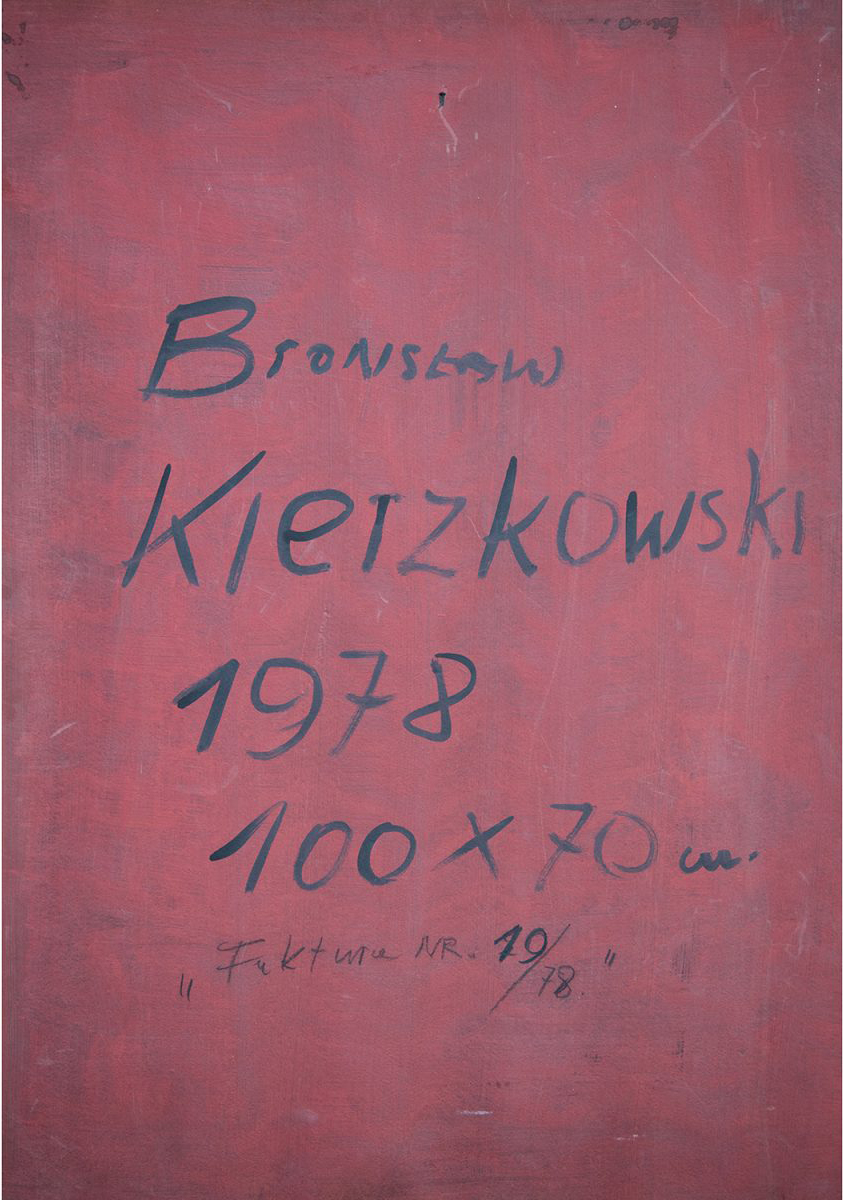 Bronisław
Kierzkowski
1978
100 x 70 cm.
„Faktura NR. 19/78."